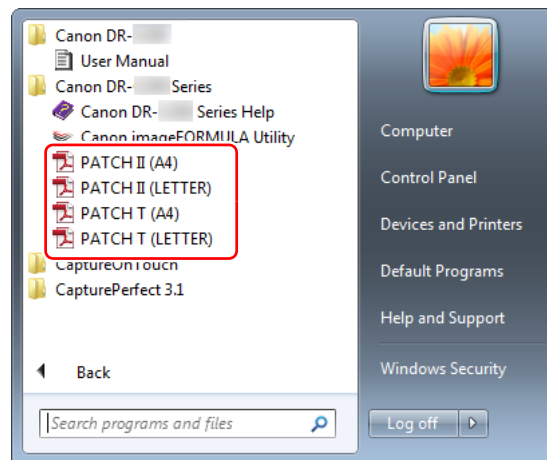 Canon DR-
User Manual
Canon DR- Series
Canon DR- Series Help
Canon imageFORMULA Utility
PATCH II (A4)
PATCH II (LETTER)
PATCH T (A4)
PATCH T (LETTER)
CaptureOnTouch
CapturePerfect 3.1
Back
Search programs and files
Computer
Control Panel
Devices and Printers
Default Programs
Help and Support
Windows Security
Log off